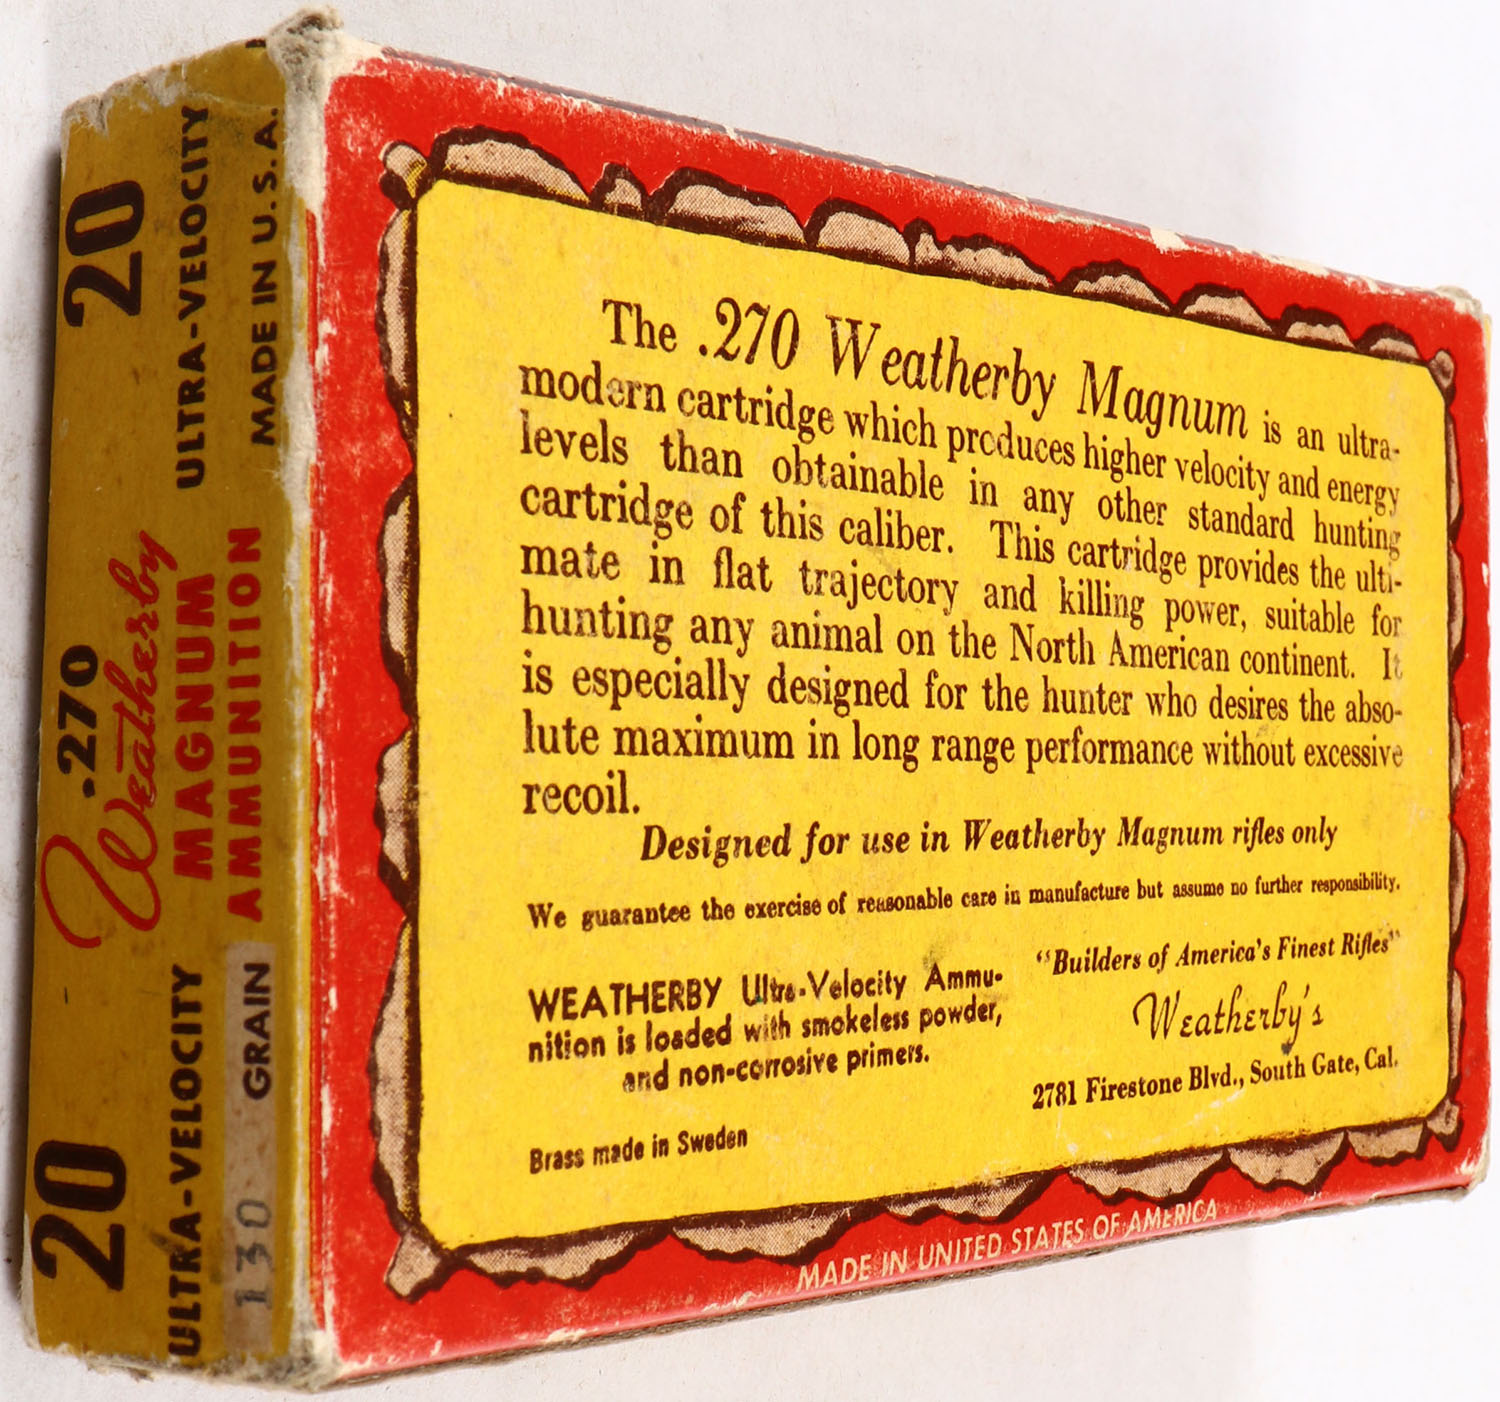 20 ULTRA-VELOCITY .270 Weatherby MAGNUM AMMUNITION ULTRA-VELOCITY 20
130 GRAIN
MADE IN U.S.A.
The .270 Weatherby Magnum is an ultra-
modern cartridge which produces higher velocity and energy
levels than obtainable in any other standard hunting
cartridge of this caliber. This cartridge provides the ulti-
mate in flat trajectory and killing power, suitable for
hunting any animal on the North American continent. It
is especially designed for the hunter who desires the abso-
lute maximum in long range performance without excessive
recoil.
Designed for use in Weatherby Magnum rifles only
We guarantee the exercise of reasonable care in manufacture but assume no further responsibility.
WEATHERBY Ultra-Velocity Ammu-
nition is loaded with smokeless powder,
and non-corrosive primers.
Brass made in Sweden
"Builders of America's Finest Rifles"
Weatherby's
2781 Firestone Blvd., South Gate, Cal.
MADE IN UNITED STATES OF AMERICA